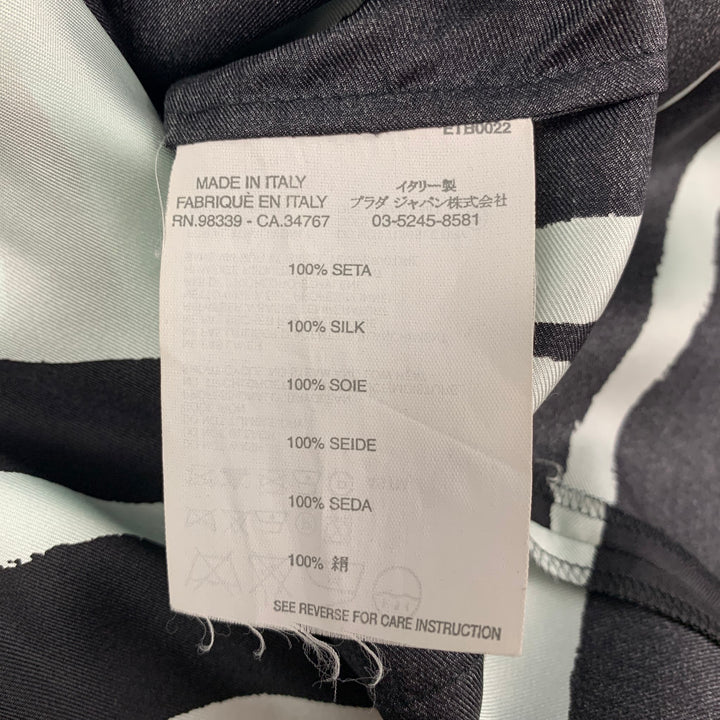 ETB0022
MADE IN ITALY
FABRIQUÈ EN ITALY
RN.98339 - CA.34767
イタリー製
プラダ ジャパン株式会社
03-5245-8581
100% SETA
100% SILK
100% SOIE
100% SEIDE
100% SEDA
100% 絹
SEE REVERSE FOR CARE INSTRUCTION